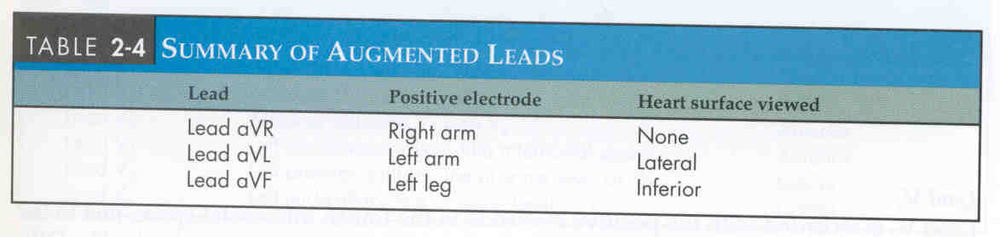 TABLE 2-4 SUMMARY OF AUGMENTED LEADS
Lead Positive electrode Heart surface viewed
Lead aVR Right arm None
Lead aVL Left arm Lateral
Lead aVF Left leg Inferior